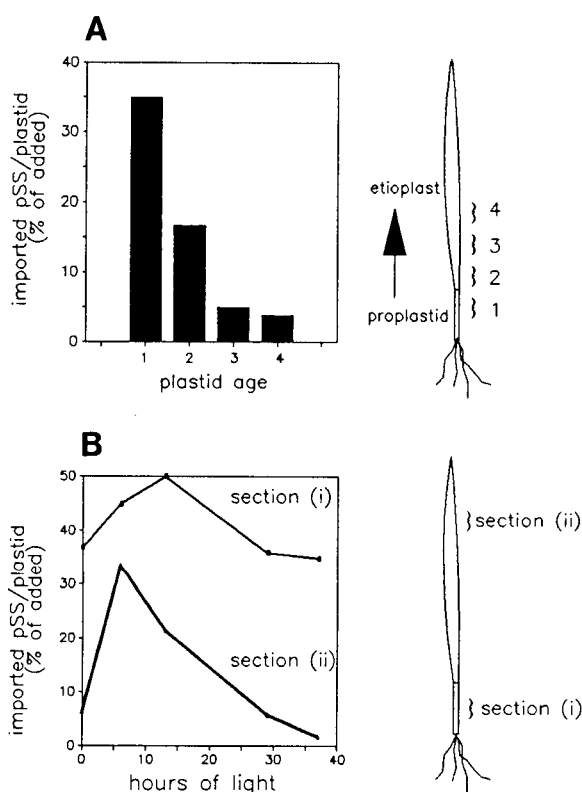 A
imported pSS/plastid
(% of added)
40
30
20
10
0
1
2
3
4
plastid age
etioplast
proplastid
4
3
2
1
B
imported pSS/plastid
(% of added)
50
40
30
20
10
0
0
10
20
30
40
hours of light
section (i)
section (ii)
section (ii)
section (i)